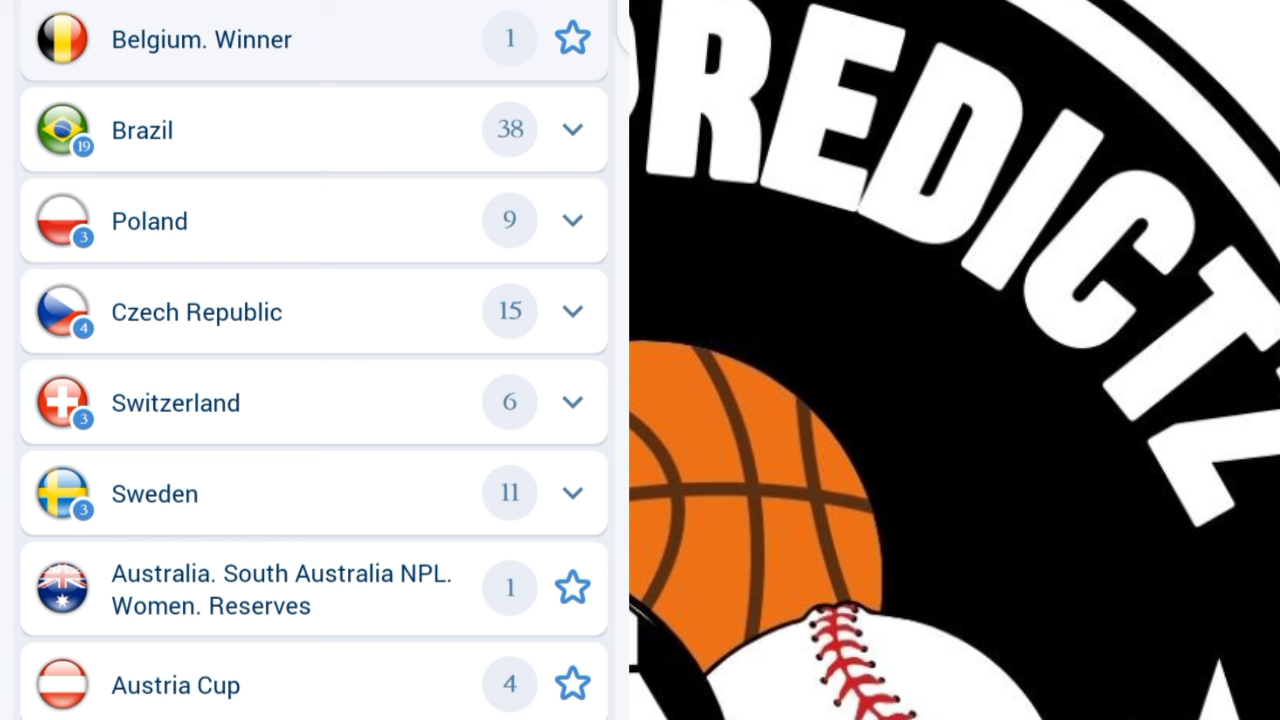 Belgium. Winner 1
Brazil 38
19
Poland 9
3
Czech Republic 15
4
Switzerland 6
3
Sweden 11
3
Australia. South Australia NPL. 1
Women. Reserves
Austria Cup 4
REDICTZ